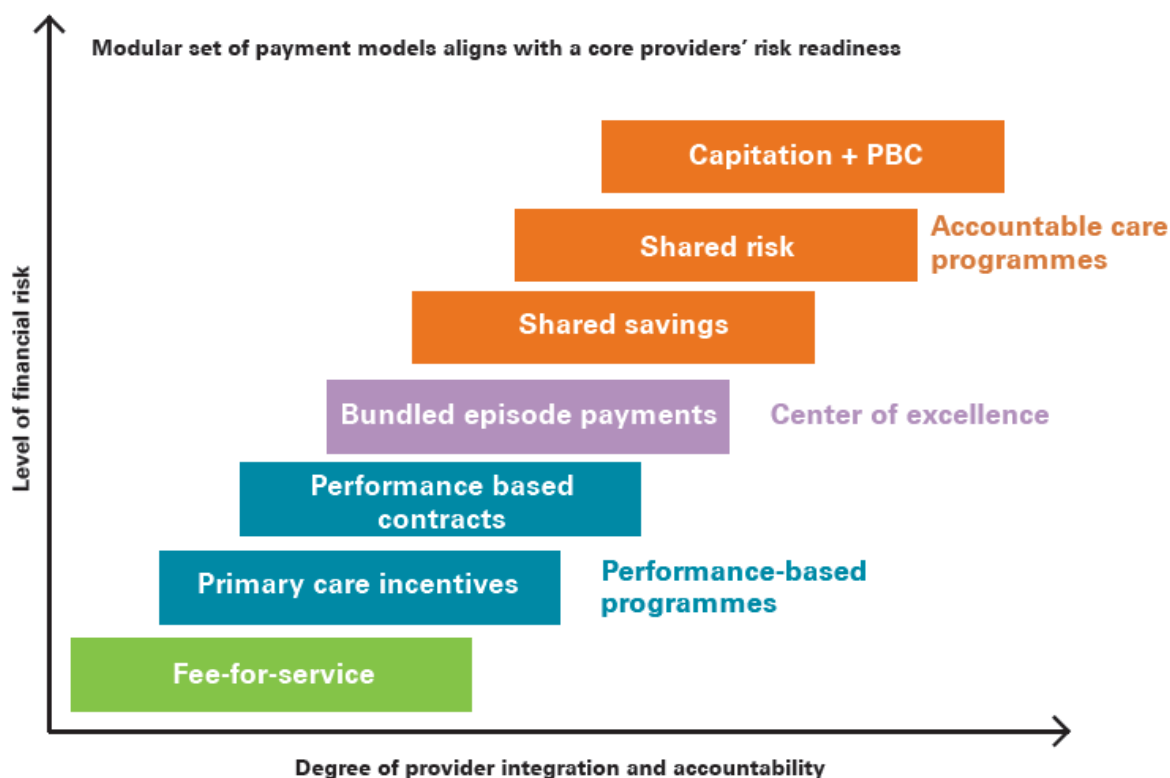 Modular set of payment models aligns with a core providers’ risk readiness
Capitation + PBC
Shared risk
Accountable care
programmes
Shared savings
Bundled episode payments
Center of excellence
Performance based
contracts
Primary care incentives
Performance-based
programmes
Fee-for-service
Level of financial risk
Degree of provider integration and accountability